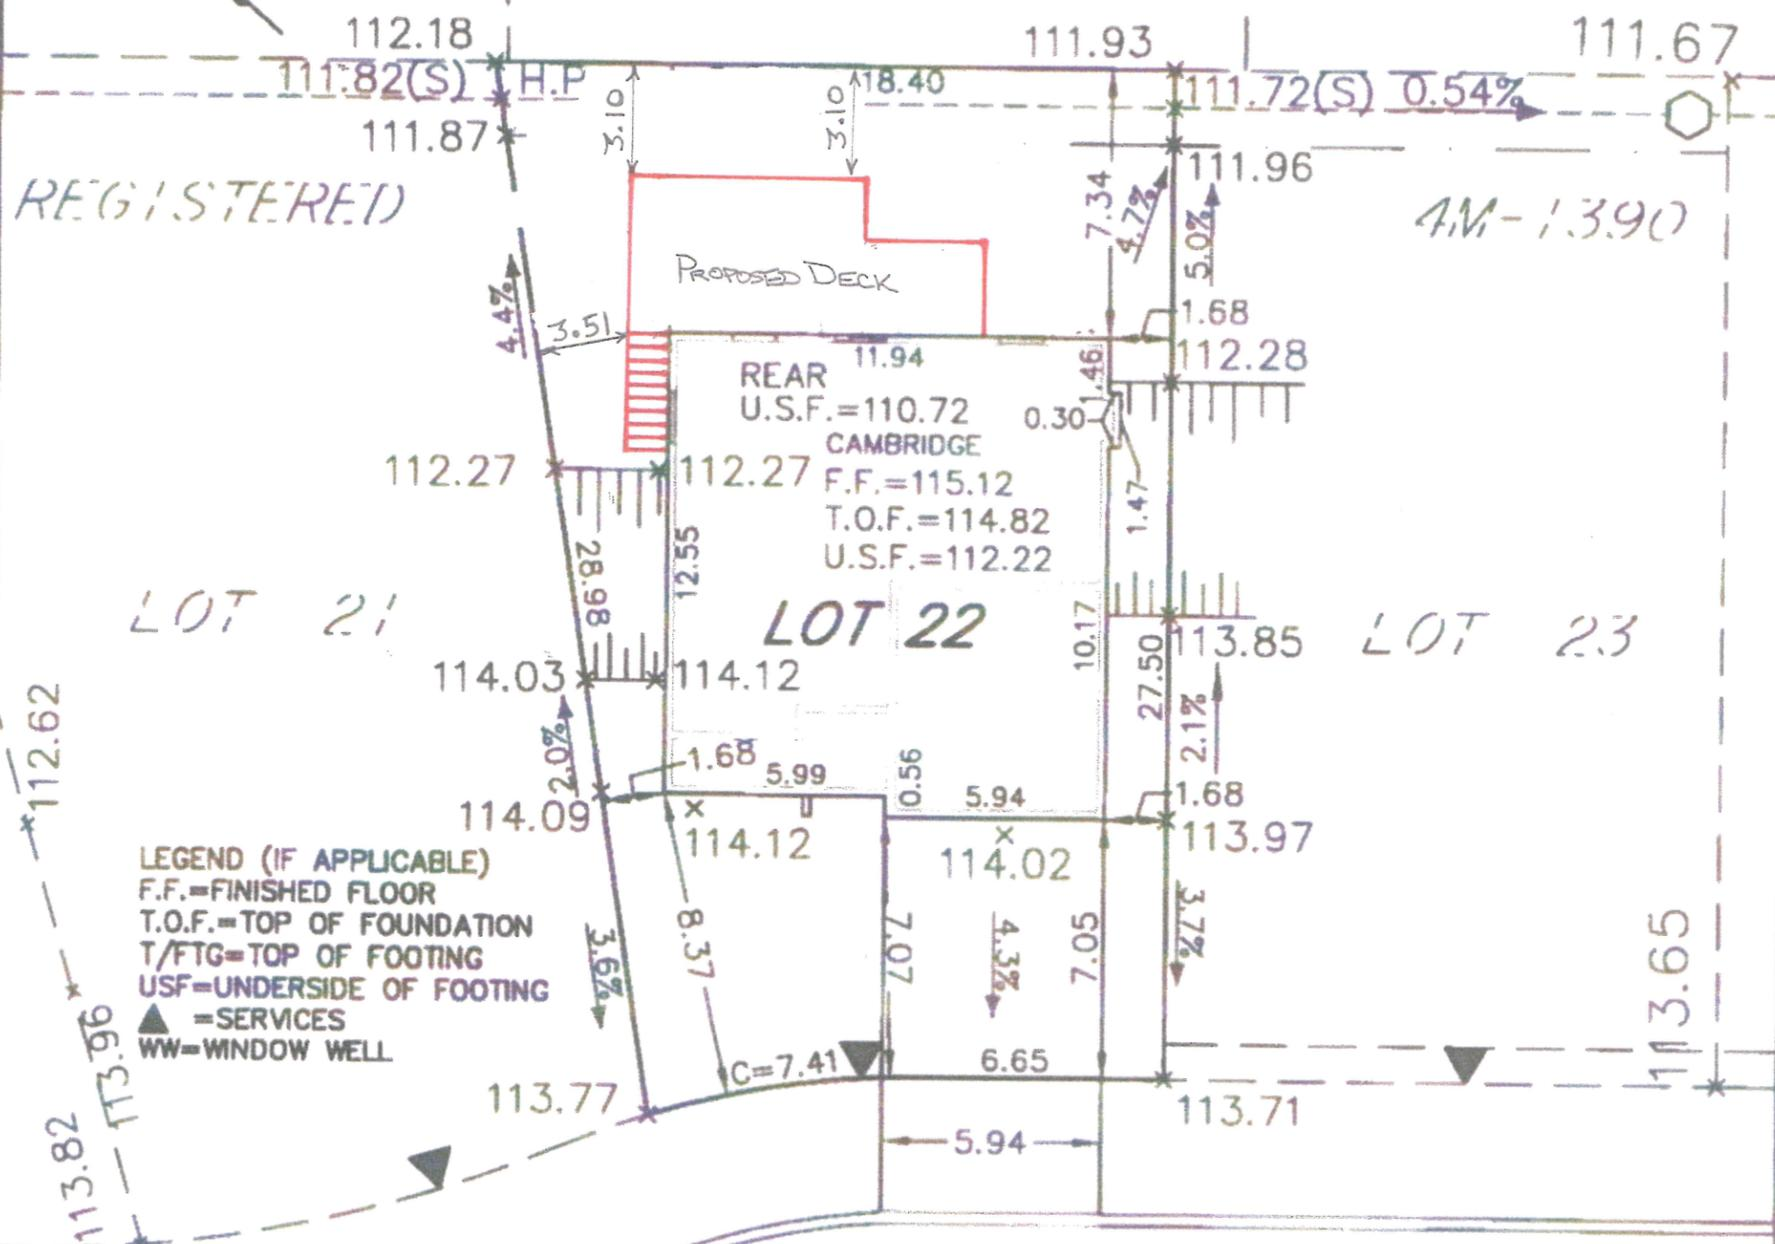 112.18
111.93
111.67
111.82(S)
H.P
18.40
111.72(S) 0.54%
3.10
3.10
111.87
111.96
REGISTERED
4M-1390
7.34
4.7%
5.0%
PROPOSED DECK
4.4%
3.51
1.68
11.94
112.28
1.46
REAR
U.S.F.=110.72
0.30
CAMBRIDGE
112.27
112.27
F.F.=115.12
1.47
T.O.F.=114.82
U.S.F.=112.22
12.55
28.98
LOT 21
LOT 22
10.17
113.85
LOT 23
27.50
114.03
114.12
2.1%
112.62
2.0%
1.68
5.99
0.56
5.94
1.68
114.09
114.12
114.02
113.97
LEGEND (IF APPLICABLE)
F.F.=FINISHED FLOOR
T.O.F.=TOP OF FOUNDATION
T/FTG=TOP OF FOOTING
USF=UNDERSIDE OF FOOTING
=SERVICES
WW=WINDOW WELL
3.6%
8.37
7.07
4.3%
7.05
3.7%
113.65
113.96
C=7.41
6.65
113.77
113.71
113.82
5.94